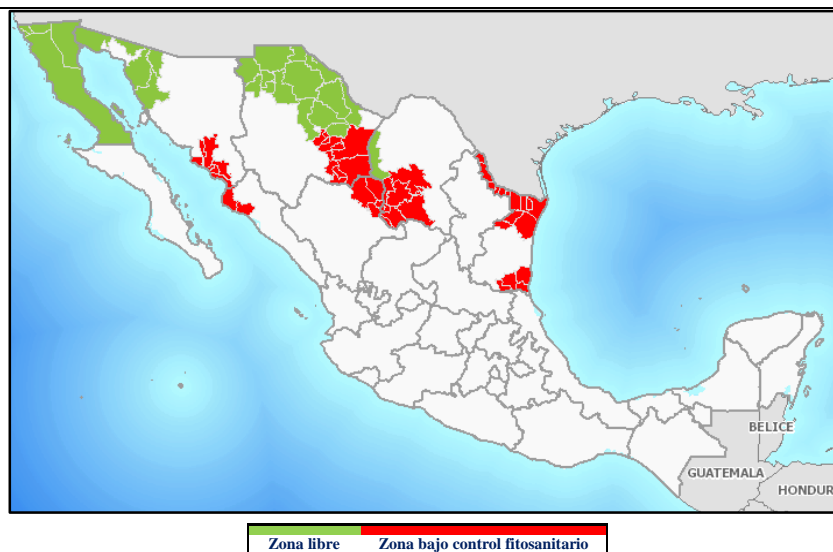 BELICE
GUATEMALA
HONDUR
Zona libre Zona bajo control fitosanitario